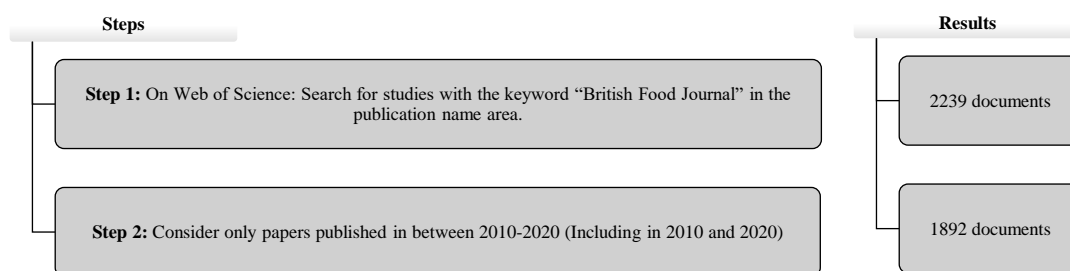 Steps
Results
Step 1: On Web of Science: Search for studies with the keyword “British Food Journal” in the
publication name area.
2239 documents
Step 2: Consider only papers published in between 2010-2020 (Including in 2010 and 2020)
1892 documents